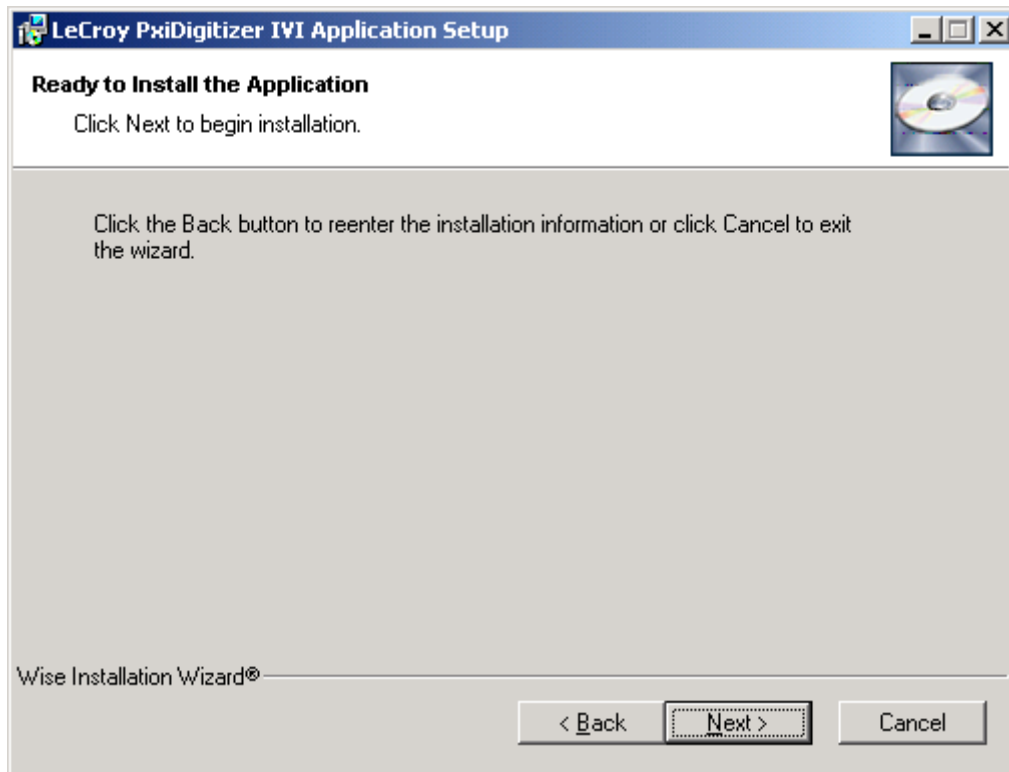 LeCroy PxiDigitizer IVI Application Setup
Ready to Install the Application
Click Next to begin installation.
Click the Back button to reenter the installation information or click Cancel to exit
the wizard.
Wise Installation Wizard®
< Back Next > Cancel